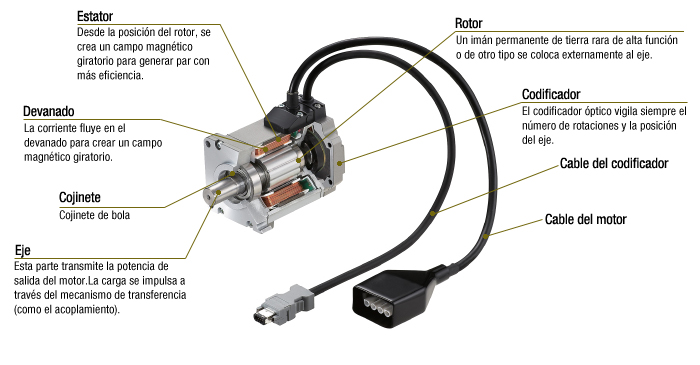 Estator
Desde la posición del rotor, se
crea un campo magnético
giratorio para generar par con
más eficiencia.
Rotor
Un imán permanente de tierra rara de alta función
o de otro tipo se coloca externamente al eje.
Devanado
La corriente fluye en el
devanado para crear un campo
magnético giratorio.
Codificador
El codificador óptico vigila siempre el
número de rotaciones y la posición
del eje.
Cable del codificador
Cojinete
Cojinete de bola
Cable del motor
Eje
Esta parte transmite la potencia de
salida del motor.La carga se impulsa a
través del mecanismo de transferencia
(como el acoplamiento).